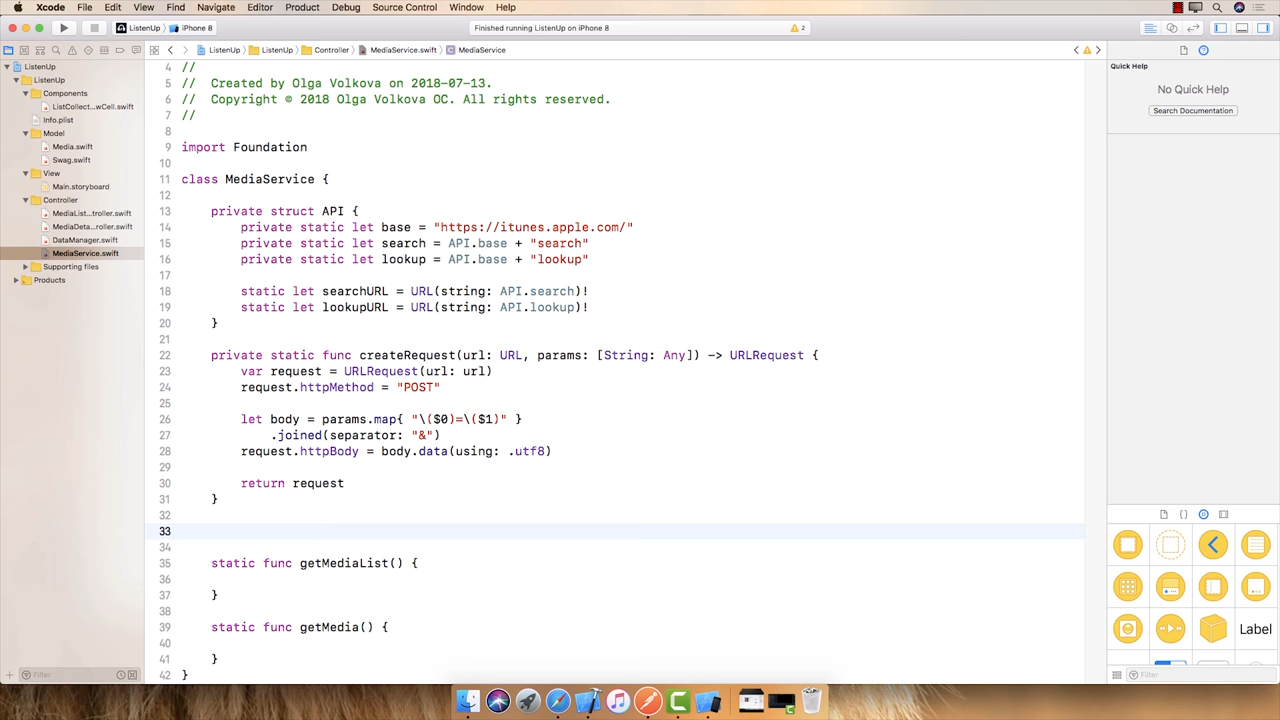 Xcode File Edit View Find Navigate Editor Product Debug Source Control Window Help
ListenUp iPhone 8
Finished running ListenUp on iPhone 8
2
ListenUp ListenUp Controller MediaService.swift MediaService
ListenUp
ListenUp
Components
ListCollect...wCell.swift
Info.plist
Model
Media.swift
Swag.swift
View
Main.storyboard
Controller
MediaList...troller.swift
MediaDeta...roller.swift
DataManager.swift
MediaService.swift
Supporting files
Products
Filter
4 //
5 // Created by Olga Volkova on 2018-07-13.
6 // Copyright © 2018 Olga Volkova OC. All rights reserved.
7 //
8
9 import Foundation
10
11 class MediaService {
12
13 private struct API {
14 private static let base = "https://itunes.apple.com/"
15 private static let search = API.base + "search"
16 private static let lookup = API.base + "lookup"
17
18 static let searchURL = URL(string: API.search)!
19 static let lookupURL = URL(string: API.lookup)!
20 }
21
22 private static func createRequest(url: URL, params: [String: Any]) -> URLRequest {
23 var request = URLRequest(url: url)
24 request.httpMethod = "POST"
25
26 let body = params.map{ "\($0)=\($1)" }
27 .joined(separator: "&")
28 request.httpBody = body.data(using: .utf8)
29
30 return request
31 }
32
33
34
35 static func getMediaList() {
36
37 }
38
39 static func getMedia() {
40
41 }
42 }
Quick Help
No Quick Help
Search Documentation
{ }
Label
Filter